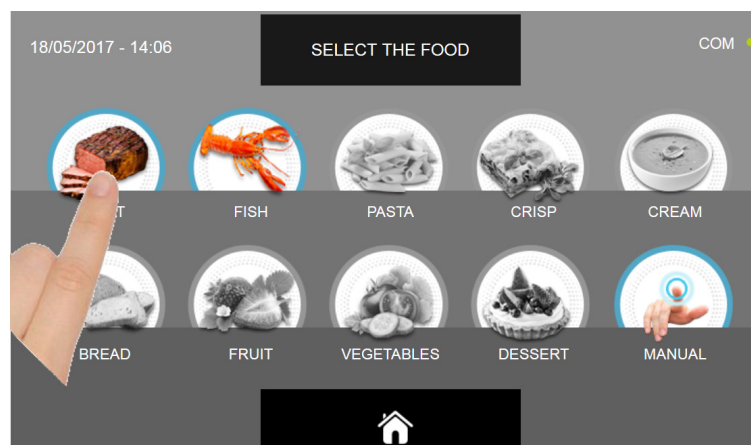 18/05/2017 - 14:06
SELECT THE FOOD
COM
FISH
PASTA
CRISP
CREAM
BREAD
FRUIT
VEGETABLES
DESSERT
MANUAL